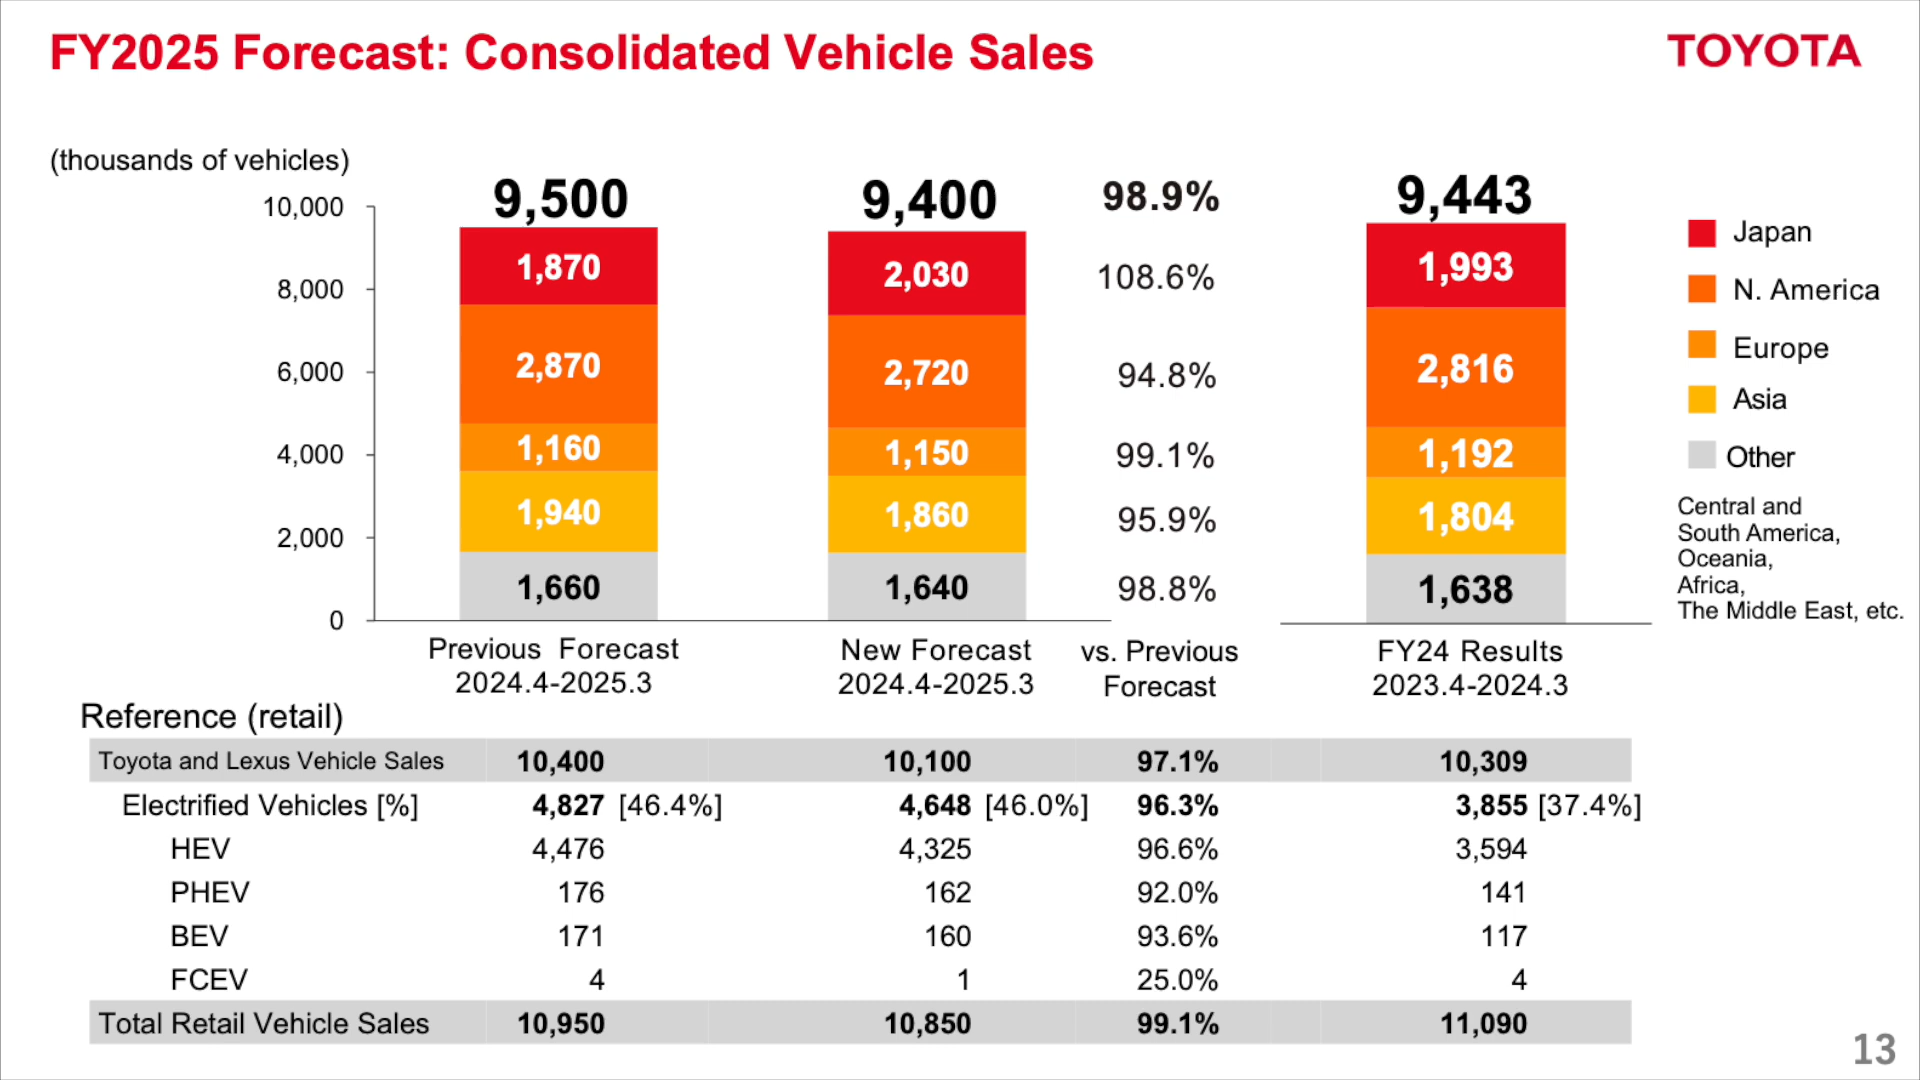 FY2025 Forecast: Consolidated Vehicle Sales
TOYOTA
(thousands of vehicles)
10,000
8,000
6,000
4,000
2,000
0
9,500
1,870
2,870
1,160
1,940
1,660
Previous Forecast
2024.4-2025.3
9,400
2,030
2,720
1,150
1,860
1,640
New Forecast
2024.4-2025.3
98.9%
108.6%
94.8%
99.1%
95.9%
98.8%
vs. Previous
Forecast
9,443
1,993
2,816
1,192
1,804
1,638
FY24 Results
2023.4-2024.3
Japan
N. America
Europe
Asia
Other
Central and
South America,
Oceania,
Africa,
The Middle East, etc.
Reference (retail)
Toyota and Lexus Vehicle Sales 10,400 10,100 97.1% 10,309
Electrified Vehicles [%] 4,827 [46.4%] 4,648 [46.0%] 96.3% 3,855 [37.4%]
HEV 4,476 4,325 96.6% 3,594
PHEV 176 162 92.0% 141
BEV 171 160 93.6% 117
FCEV 4 1 25.0% 4
Total Retail Vehicle Sales 10,950 10,850 99.1% 11,090
13